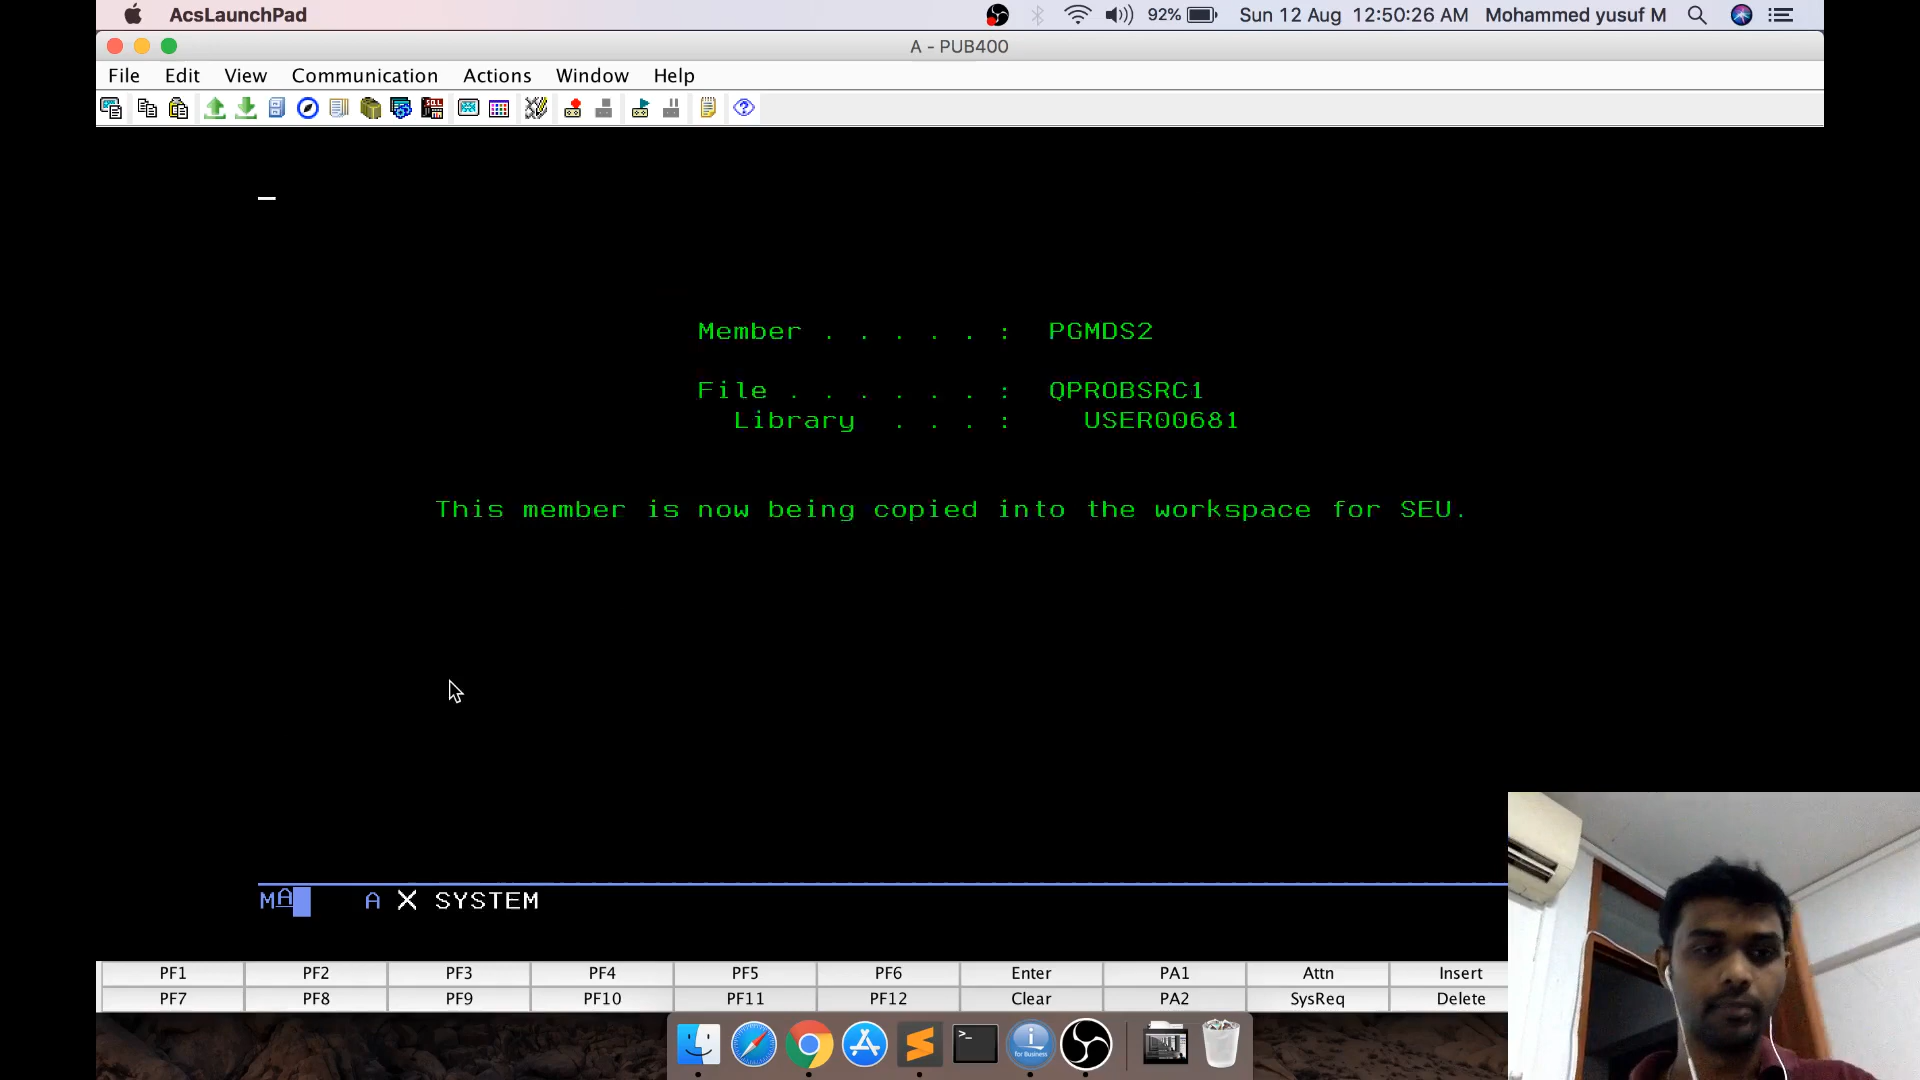 AcsLaunchPad 92% Sun 12 Aug 12:50:26 AM Mohammed yusuf M
A - PUB400
File Edit View Communication Actions Window Help
SQL
Member . . . . . : PGMDS2
File . . . . . . : QPROBSRC1
Library . . . : USER00681
This member is now being copied into the workspace for SEU.
MA A X SYSTEM
PF1 PF2 PF3 PF4 PF5 PF6 Enter PA1 Attn Insert
PF7 PF8 PF9 PF10 PF11 PF12 Clear PA2 SysReq Delete
>_
i
for Business